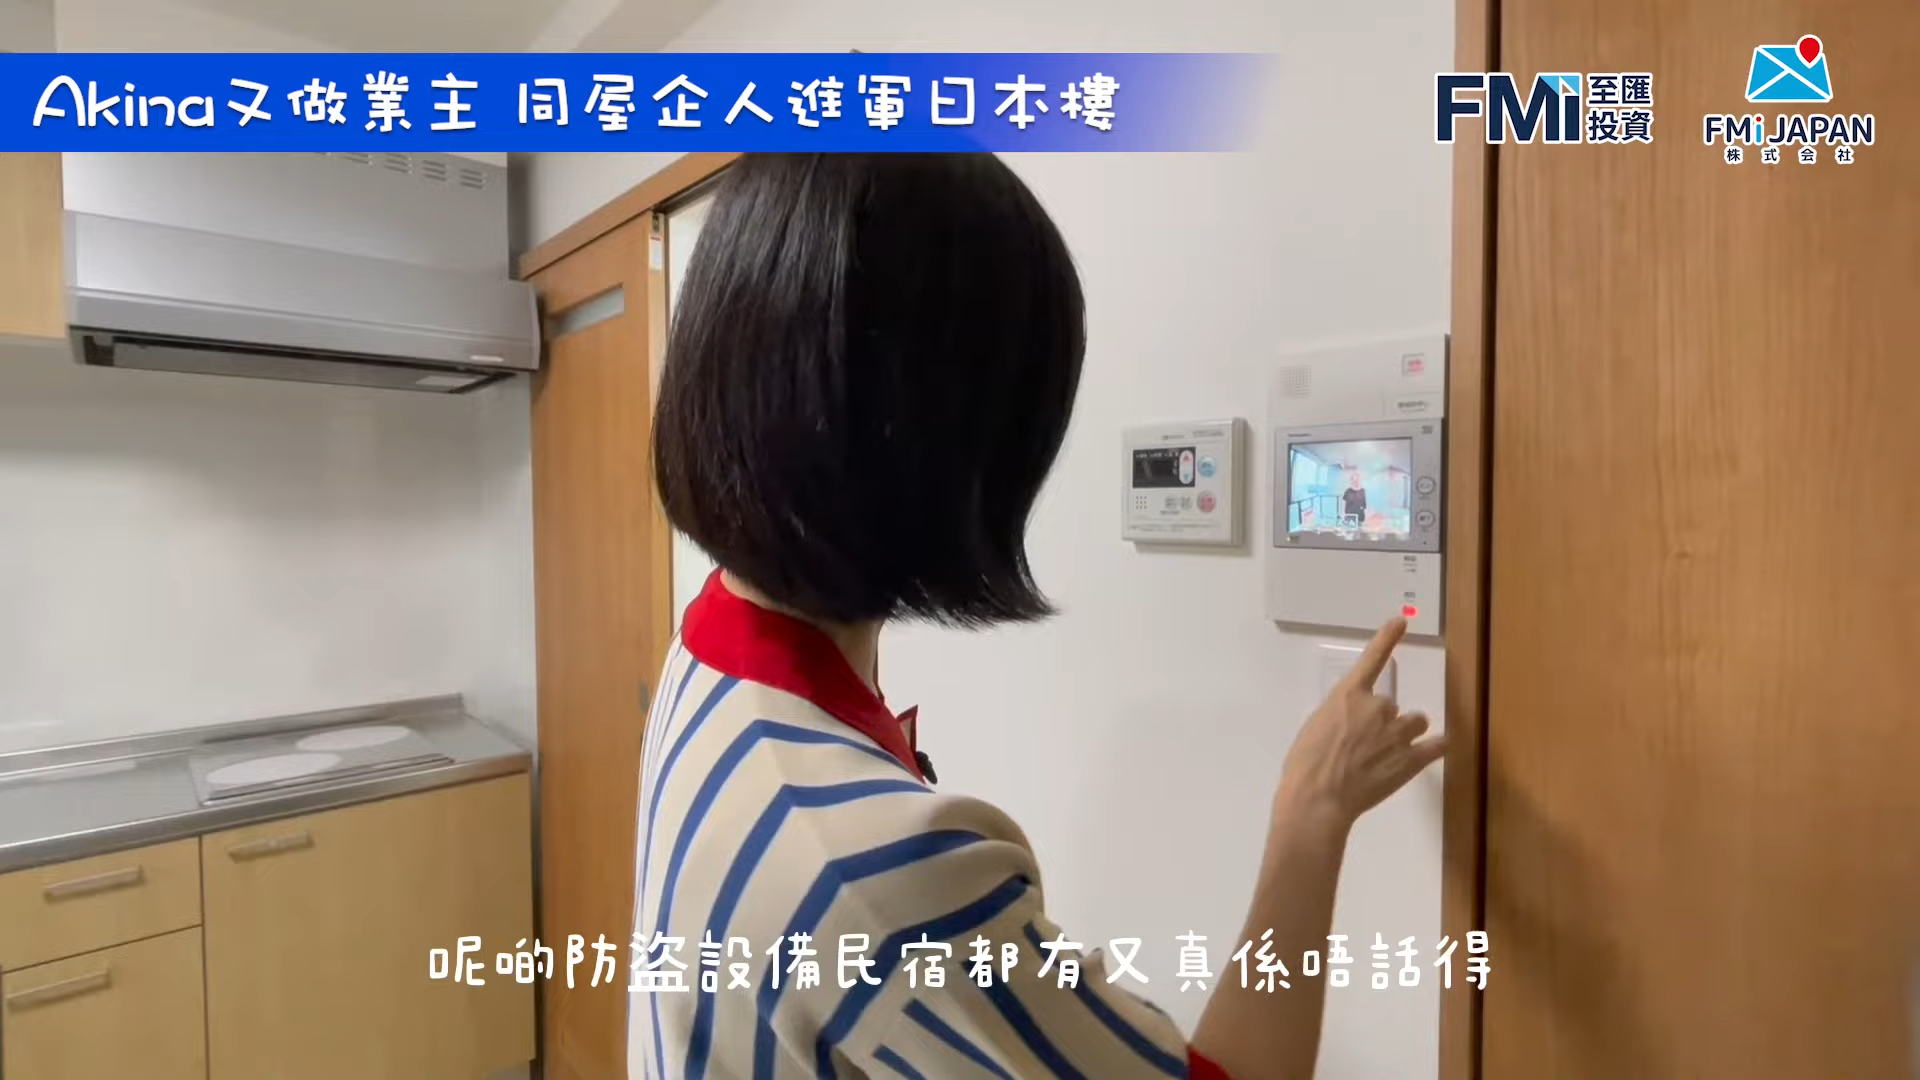 Akina又做業主 同屋企人進軍日本樓
FMi 至匯投資
FMi JAPAN
株式会社
呢啲防盜設備民宿都有又真係唔話得